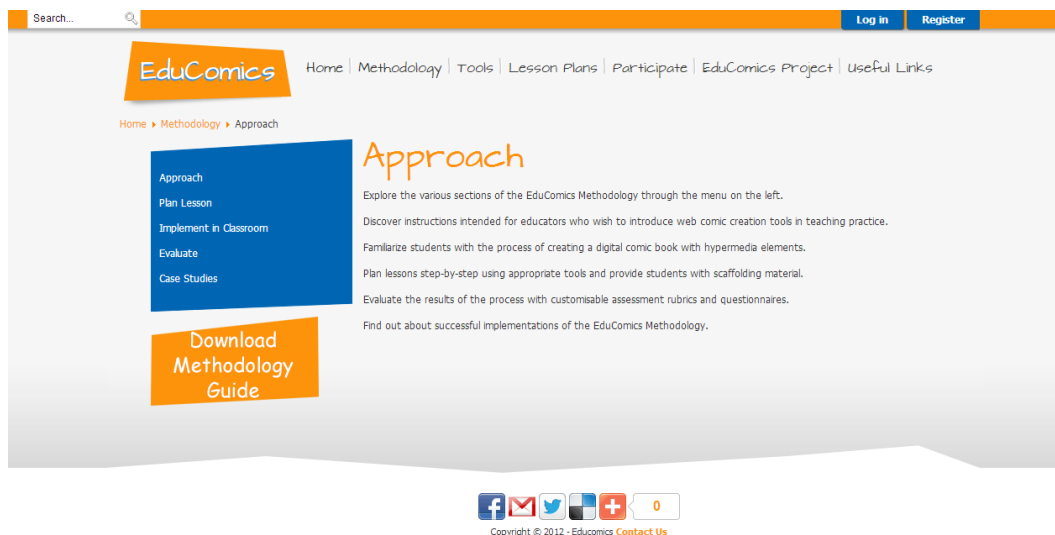 Search...
Log in
Register
EduComics
Home | Methodology | Tools | Lesson Plans | Participate | EduComics Project | Useful Links
Home Methodology Approach
Approach
Plan Lesson
Implement in Classroom
Evaluate
Case Studies
Download
Methodology
Guide
Approach
Explore the various sections of the EduComics Methodology through the menu on the left.
Discover instructions intended for educators who wish to introduce web comic creation tools in teaching practice.
Familiarize students with the process of creating a digital comic book with hypermedia elements.
Plan lessons step-by-step using appropriate tools and provide students with scaffolding material.
Evaluate the results of the process with customisable assessment rubrics and questionnaires.
Find out about successful implementations of the EduComics Methodology.
0
Copyright © 2012 - Educomics Contact Us